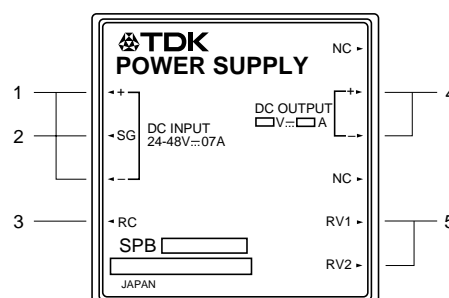 TDK
POWER SUPPLY
NC
1
+
DC OUTPUT
+
4
2
SG
DC INPUT
24-48V⎓07A
V⎓ A
−
−
NC
3
RC
RV1
5
SPB
RV2
JAPAN